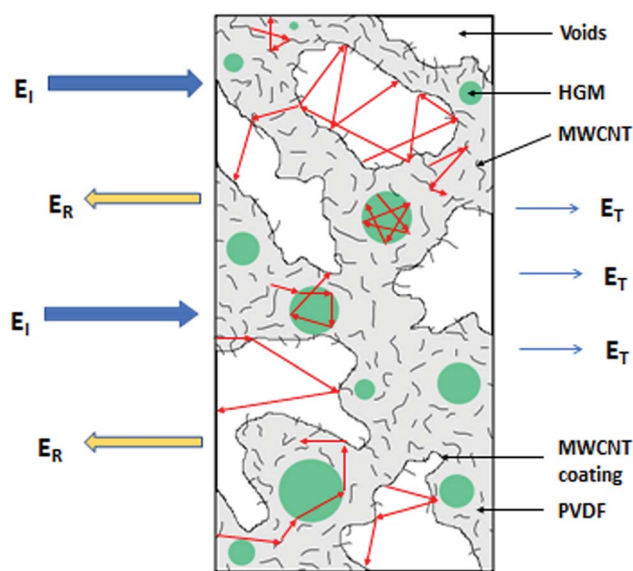 Voids
E_I
HGM
MWCNT
E_R
E_T
E_T
E_I
E_T
E_R
MWCNT
coating
PVDF